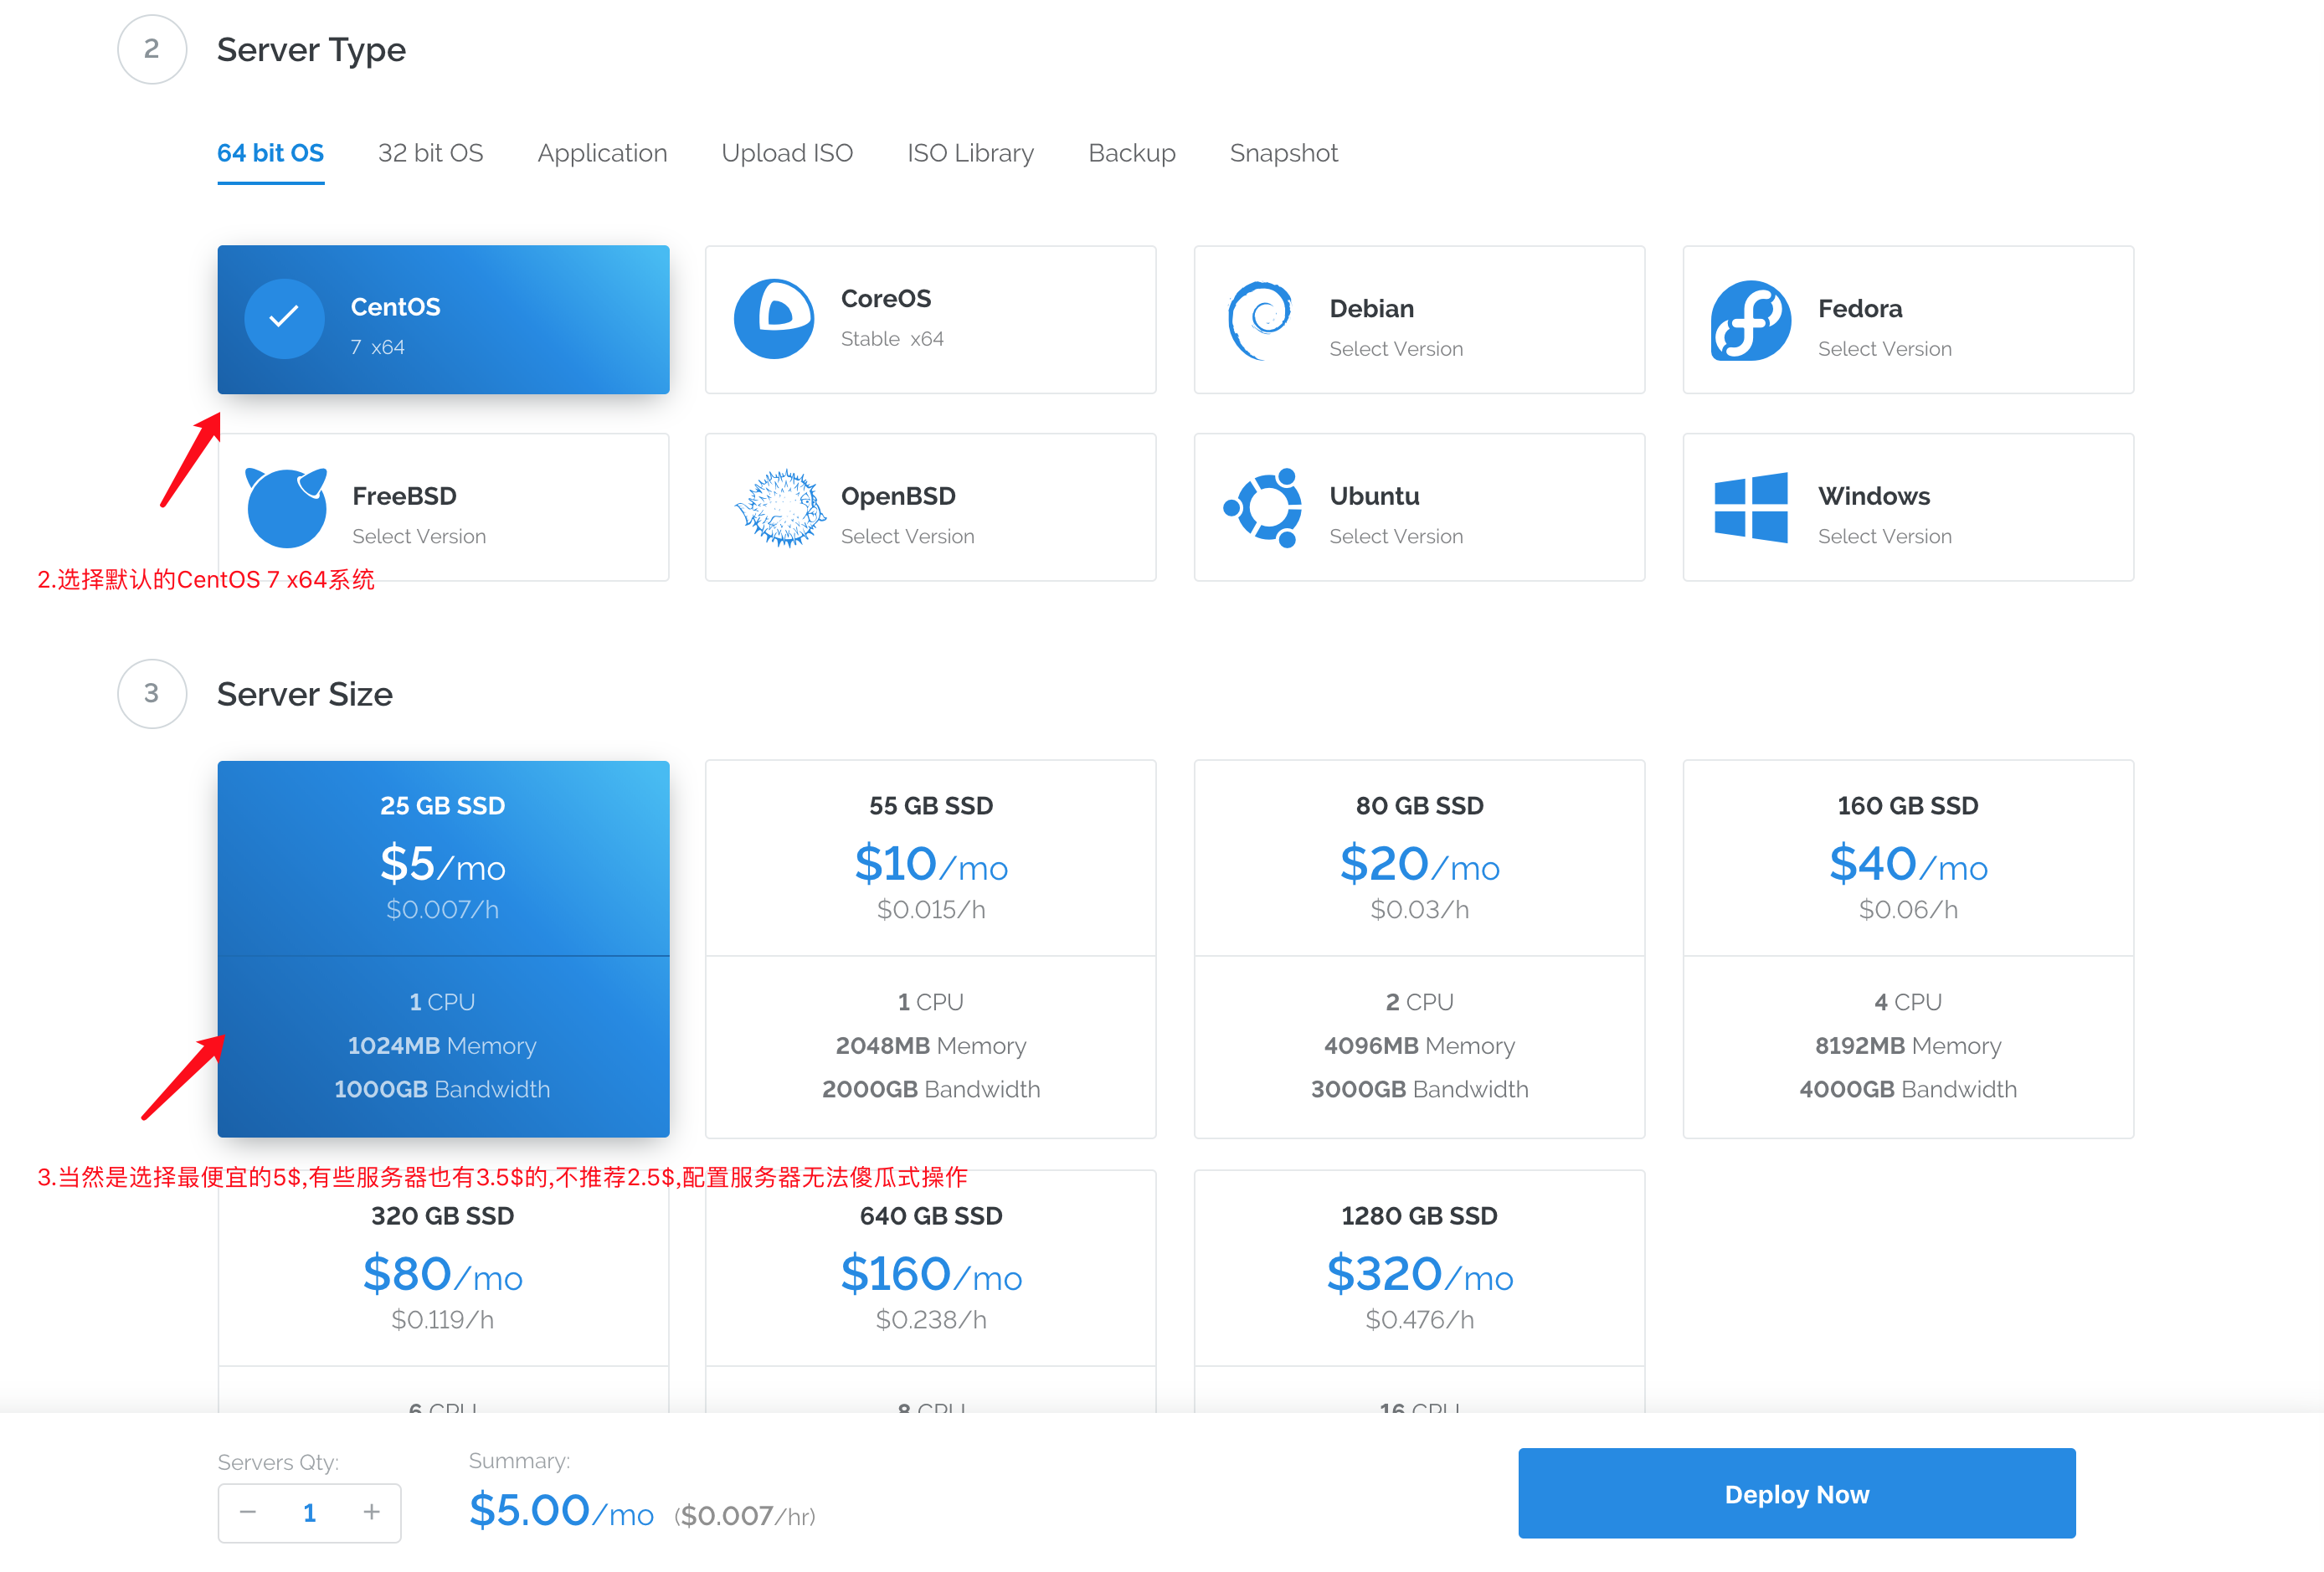 2 Server Type
64 bit OS 32 bit OS Application Upload ISO ISO Library Backup Snapshot
CentOS
7 x64
CoreOS
Stable x64
Debian
Select Version
Fedora
Select Version
FreeBSD
Select Version
OpenBSD
Select Version
Ubuntu
Select Version
Windows
Select Version
2.选择默认的CentOS 7 x64系统
3 Server Size
25 GB SSD
$5/mo
$0.007/h
1 CPU
1024MB Memory
1000GB Bandwidth
55 GB SSD
$10/mo
$0.015/h
1 CPU
2048MB Memory
2000GB Bandwidth
80 GB SSD
$20/mo
$0.03/h
2 CPU
4096MB Memory
3000GB Bandwidth
160 GB SSD
$40/mo
$0.06/h
4 CPU
8192MB Memory
4000GB Bandwidth
3.当然是选择最便宜的5$,有些服务器也有3.5$的,不推荐2.5$,配置服务器无法傻瓜式操作
320 GB SSD
$80/mo
$0.119/h
6 CPU
640 GB SSD
$160/mo
$0.238/h
8 CPU
1280 GB SSD
$320/mo
$0.476/h
16 CPU
Servers Qty:
− 1 +
Summary:
$5.00/mo ($0.007/hr)
Deploy Now